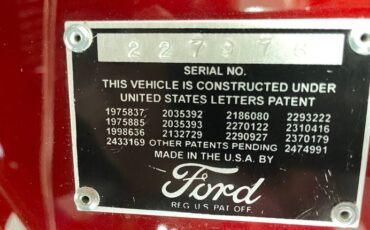 227976
SERIAL NO.
THIS VEHICLE IS CONSTRUCTED UNDER
UNITED STATES LETTERS PATENT
1975837 2035392 2186080 2293222
1975885 2035393 2270122 2310416
1998636 2132729 2290927 2370179
2433169 OTHER PATENTS PENDING 2474991
MADE IN THE U.S.A. BY
Ford
REG. U.S. PAT. OFF.